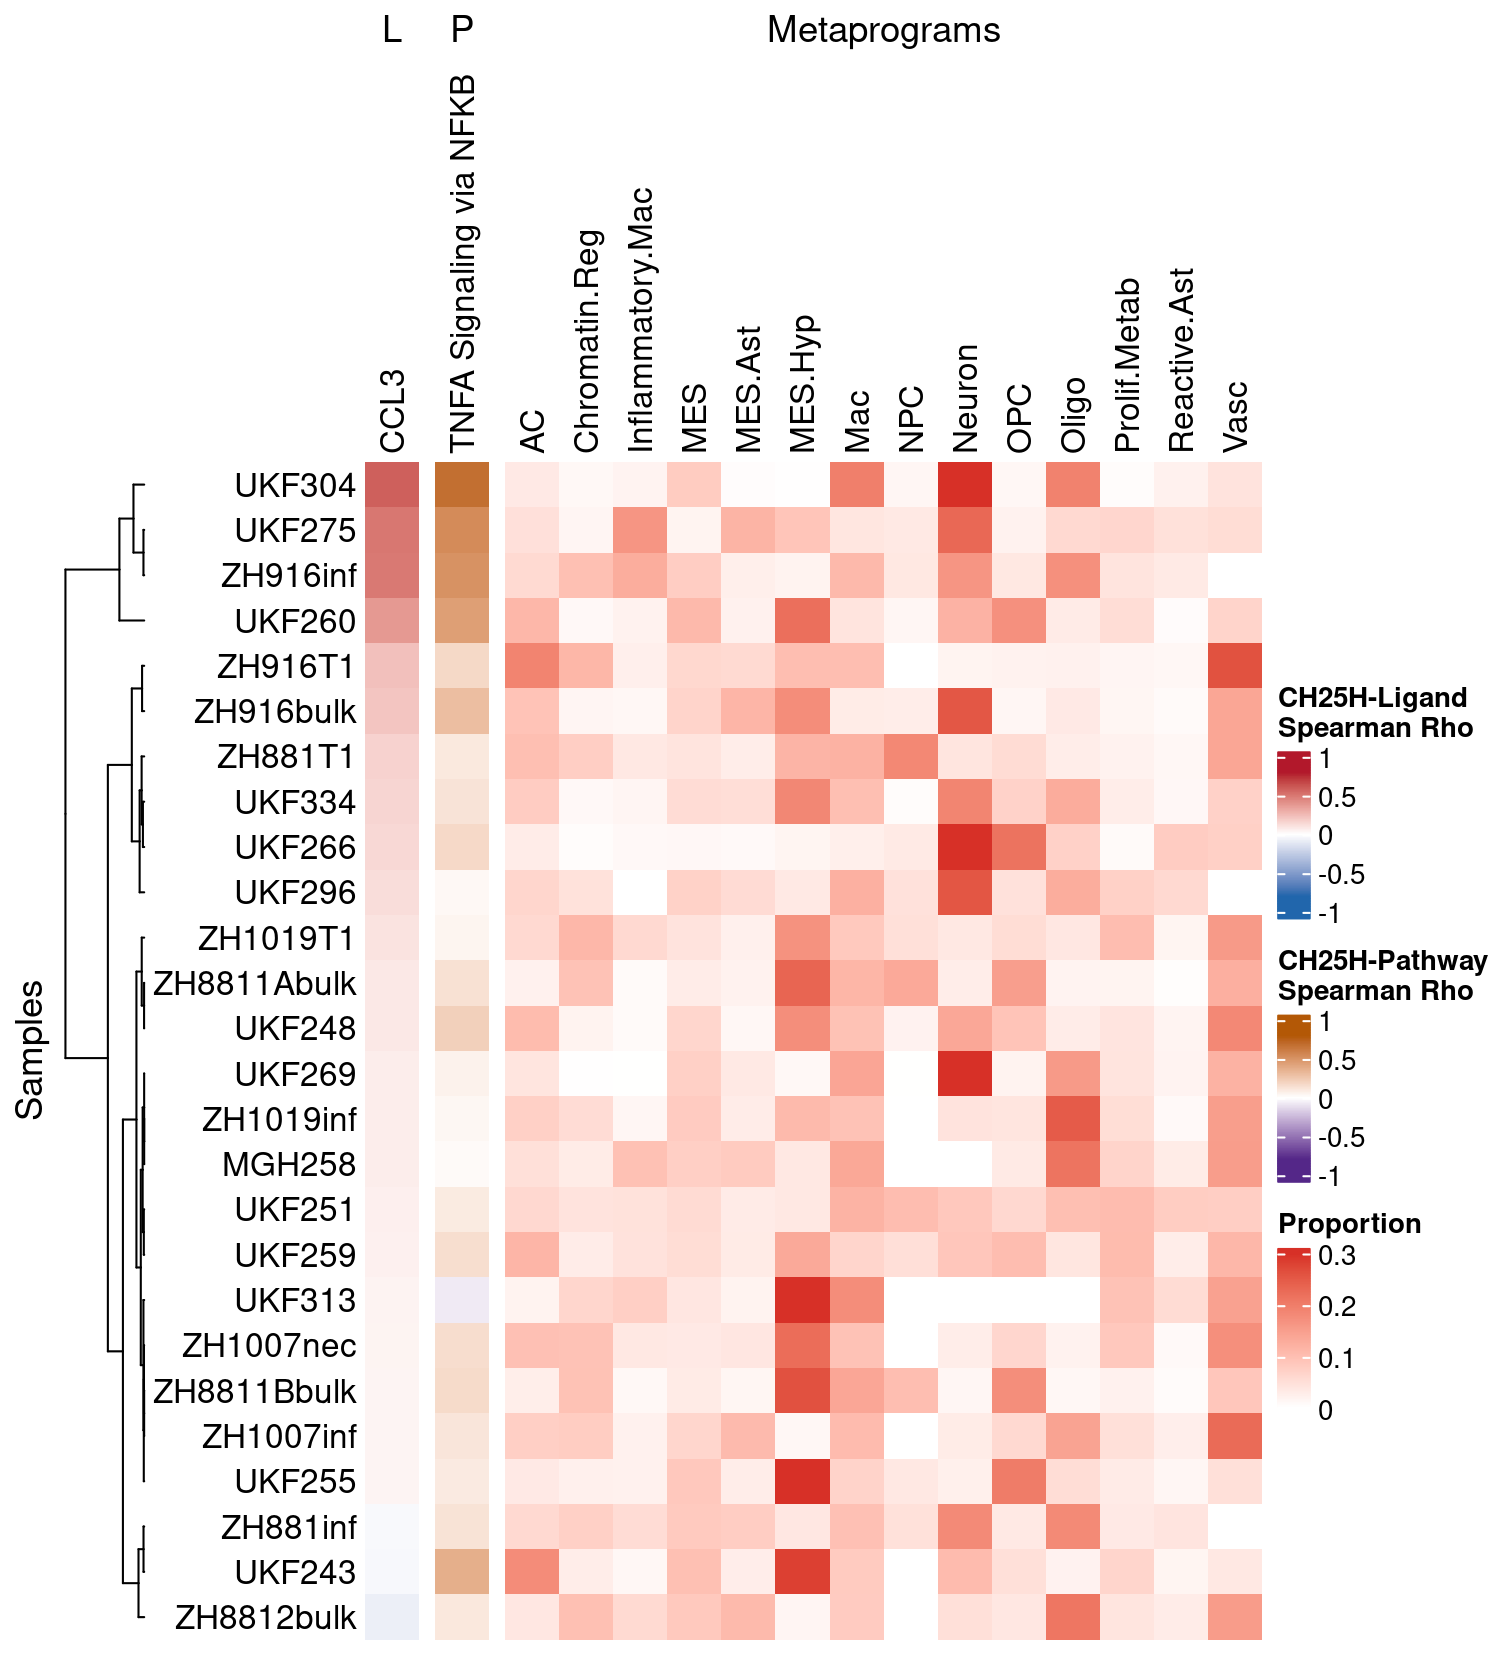 L P Metaprograms
CCL3
TNFA Signaling via NFKB
AC
Chromatin.Reg
Inflammatory.Mac
MES
MES.Ast
MES.Hyp
Mac
NPC
Neuron
OPC
Oligo
Prolif.Metab
Reactive.Ast
Vasc
Samples
UKF304
UKF275
ZH916inf
UKF260
ZH916T1
ZH916bulk
ZH881T1
UKF334
UKF266
UKF296
ZH1019T1
ZH8811Abulk
UKF248
UKF269
ZH1019inf
MGH258
UKF251
UKF259
UKF313
ZH1007nec
ZH8811Bbulk
ZH1007inf
UKF255
ZH881inf
UKF243
ZH8812bulk
CH25H-Ligand
Spearman Rho
1
0.5
0
-0.5
-1
CH25H-Pathway
Spearman Rho
1
0.5
0
-0.5
-1
Proportion
0.3
0.2
0.1
0